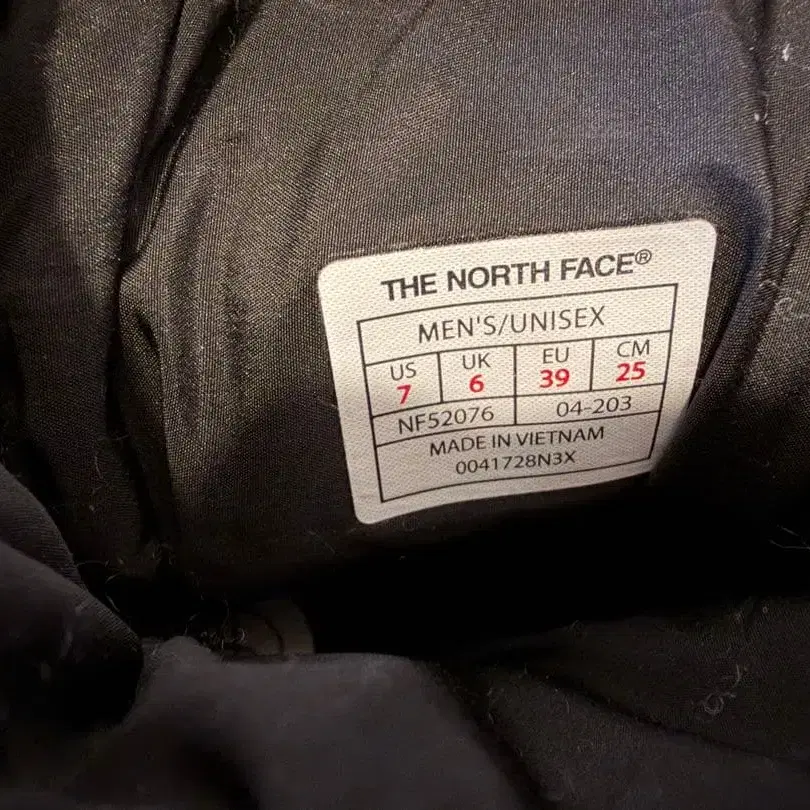 THE NORTH FACE®
MEN'S/UNISEX
US UK EU CM
7 6 39 25
NF52076 04-203
MADE IN VIETNAM
0041728N3X